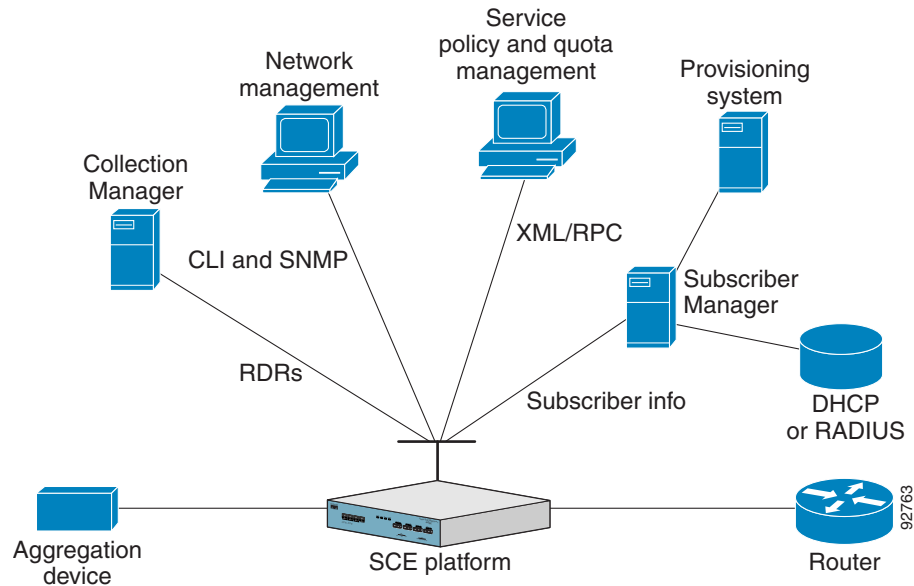 Service
policy and quota
management
Network
management
Provisioning
system
Collection
Manager
XML/RPC
CLI and SNMP
Subscriber
Manager
RDRs
Subscriber info
DHCP
or RADIUS
92763
Aggregation
device
SCE platform
Router